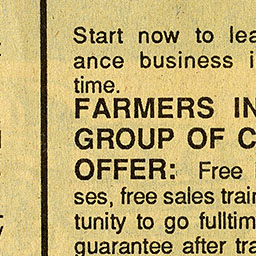 Start now to lea
ance business i
time.
FARMERS IN
GROUP OF C
OFFER: Free i
ses, free sales train
tunity to go fulltim
guarantee after tra